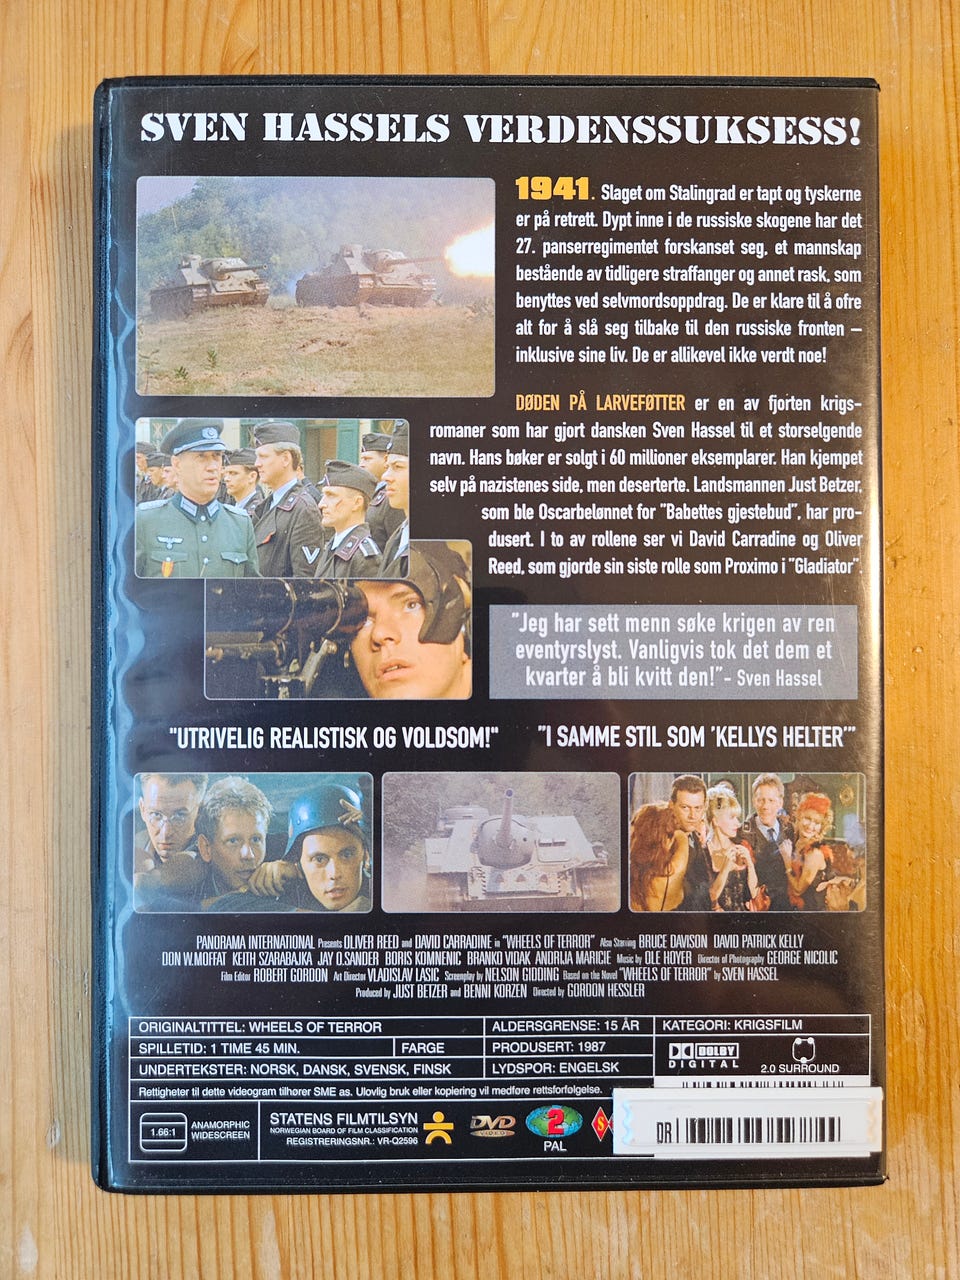 SVEN HASSELS VERDENSSUKSESS!
1941. Slaget om Stalingrad er tapt og tyskerne
er på retrett. Dypt inne i de russiske skogene har det
27. panserregimentet forskanset seg, et mannskap
bestående av tidligere straffanger og annet rask, som
benyttes ved selvmordsoppdrag. De er klare til å ofre
alt for å slå seg tilbake til den russiske fronten –
inklusive sine liv. De er allikevel ikke verdt noe!
DØDEN PÅ LARVEFØTTER er en av fjorten krigs-
romaner som har gjort dansken Sven Hassel til et storselgende
navn. Hans bøker er solgt i 60 millioner eksemplarer. Han kjempet
selv på nazistenes side, men deserterte. Landsmannen Just Betzer,
som ble Oscarbelønnet for "Babettes gjestebud", har pro-
dusert. I to av rollene ser vi David Carradine og Oliver
Reed, som gjorde sin siste rolle som Proximo i "Gladiator".
"Jeg har sett menn søke krigen av ren
eventyrslyst. Vanligvis tok det dem et
kvarter å bli kvitt den!"- Sven Hassel
"UTRIVELIG REALISTISK OG VOLDSOM!"
"I SAMME STIL SOM 'KELLYS HELTER'"
PANORAMA INTERNATIONAL Presents OLIVER REED and DAVID CARRADINE in "WHEELS OF TERROR" Also Starring BRUCE DAVISON DAVID PATRICK KELLY
DON W.MOFFAT KEITH SZARABAJKA JAY O.SANDER BORIS KOMNENIC BRANKO VIDAK ANDRIJA MARICIE Music by OLE HOYER Director of Photography GEORGE NICOLIC
Film Editor ROBERT GORDON Art Director VLADISLAV LASIC Screenplay by NELSON GIDDING Based on the Novel "WHEELS OF TERROR" by SVEN HASSEL
Produced by JUST BETZER and BENNI KORZEN Directed by GORDON HESSLER
ORIGINALTITTEL: WHEELS OF TERROR
ALDERSGRENSE: 15 ÅR
KATEGORI: KRIGSFILM
SPILLETID: 1 TIME 45 MIN.
FARGE
PRODUSERT: 1987
UNDERTEKSTER: NORSK, DANSK, SVENSK, FINSK
LYDSPOR: ENGELSK
DOLBY
DIGITAL
2.0 SURROUND
Rettigheter til dette videogram tilhører SME as. Ulovlig bruk eller kopiering vil medføre rettsforfølgelse.
1.66:1
ANAMORPHIC
WIDESCREEN
STATENS FILMTILSYN
NORWEGIAN BOARD OF FILM CLASSIFICATION
REGISTRERINGSNR.: VR-Q2596
DVD
VIDEO
2
PAL
S
DR